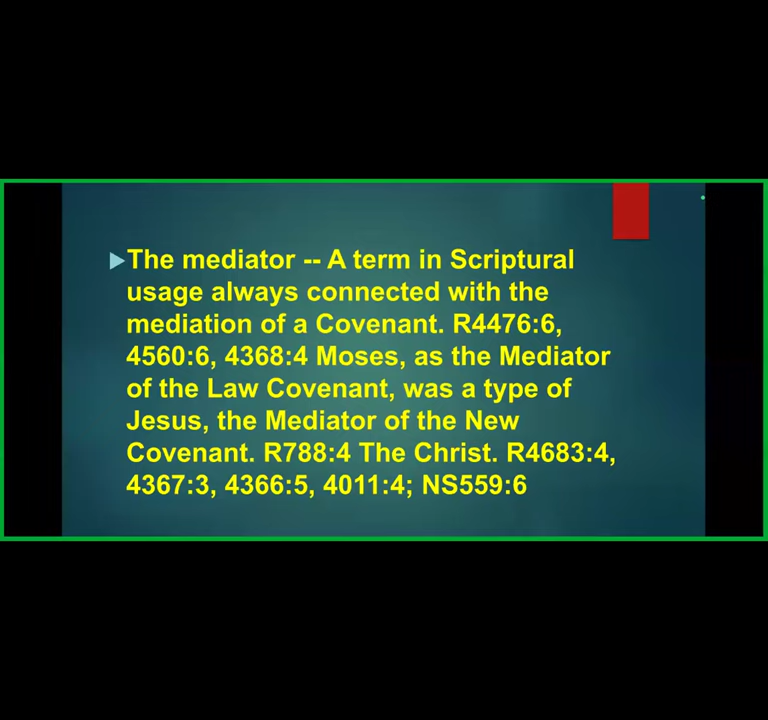 The mediator -- A term in Scriptural
usage always connected with the
mediation of a Covenant. R4476:6,
4560:6, 4368:4 Moses, as the Mediator
of the Law Covenant, was a type of
Jesus, the Mediator of the New
Covenant. R788:4 The Christ. R4683:4,
4367:3, 4366:5, 4011:4; NS559:6